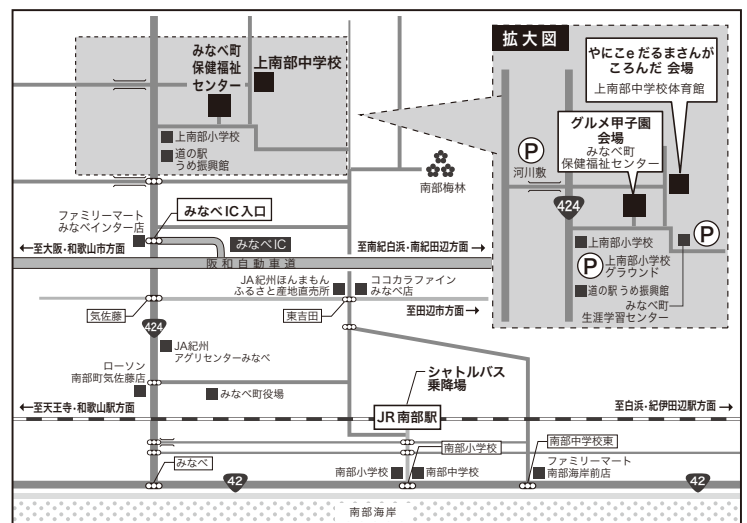 みなべ町
保健福祉
センター
上南部中学校
上南部小学校
道の駅
うめ振興館
南部梅林
ファミリーマート
みなべインター店
みなべIC入口
みなべIC
←至大阪・和歌山市方面
至南紀白浜・南紀田辺方面→
阪和自動車道
JA紀州ほんまもん
ふるさと産地直売所
ココカラファイン
みなべ店
至田辺市方面→
気佐藤
東吉田
424
JA紀州
アグリセンターみなべ
ローソン
南部町気佐藤店
みなべ町役場
シャトルバス
乗降場
←至天王寺・和歌山駅方面
JR南部駅
至白浜・紀伊田辺駅方面→
南部小学校
南部中学校東
みなべ
南部小学校
南部中学校
ファミリーマート
南部海岸前店
42
42
南部海岸
拡大図
やにこeだるまさんが
ころんだ 会場
上南部中学校体育館
グルメ甲子園
会場
みなべ町
保健福祉センター
P
河川敷
424
上南部小学校
P
P
上南部小学校
グラウンド
道の駅 うめ振興館
みなべ町
生涯学習センター